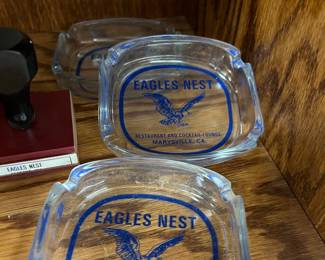 EAGLES NEST
RESTAURANT AND COCKTAIL LOUNGE
MARYSVILLE, CA.
EAGLES NEST
EAGLES NEST